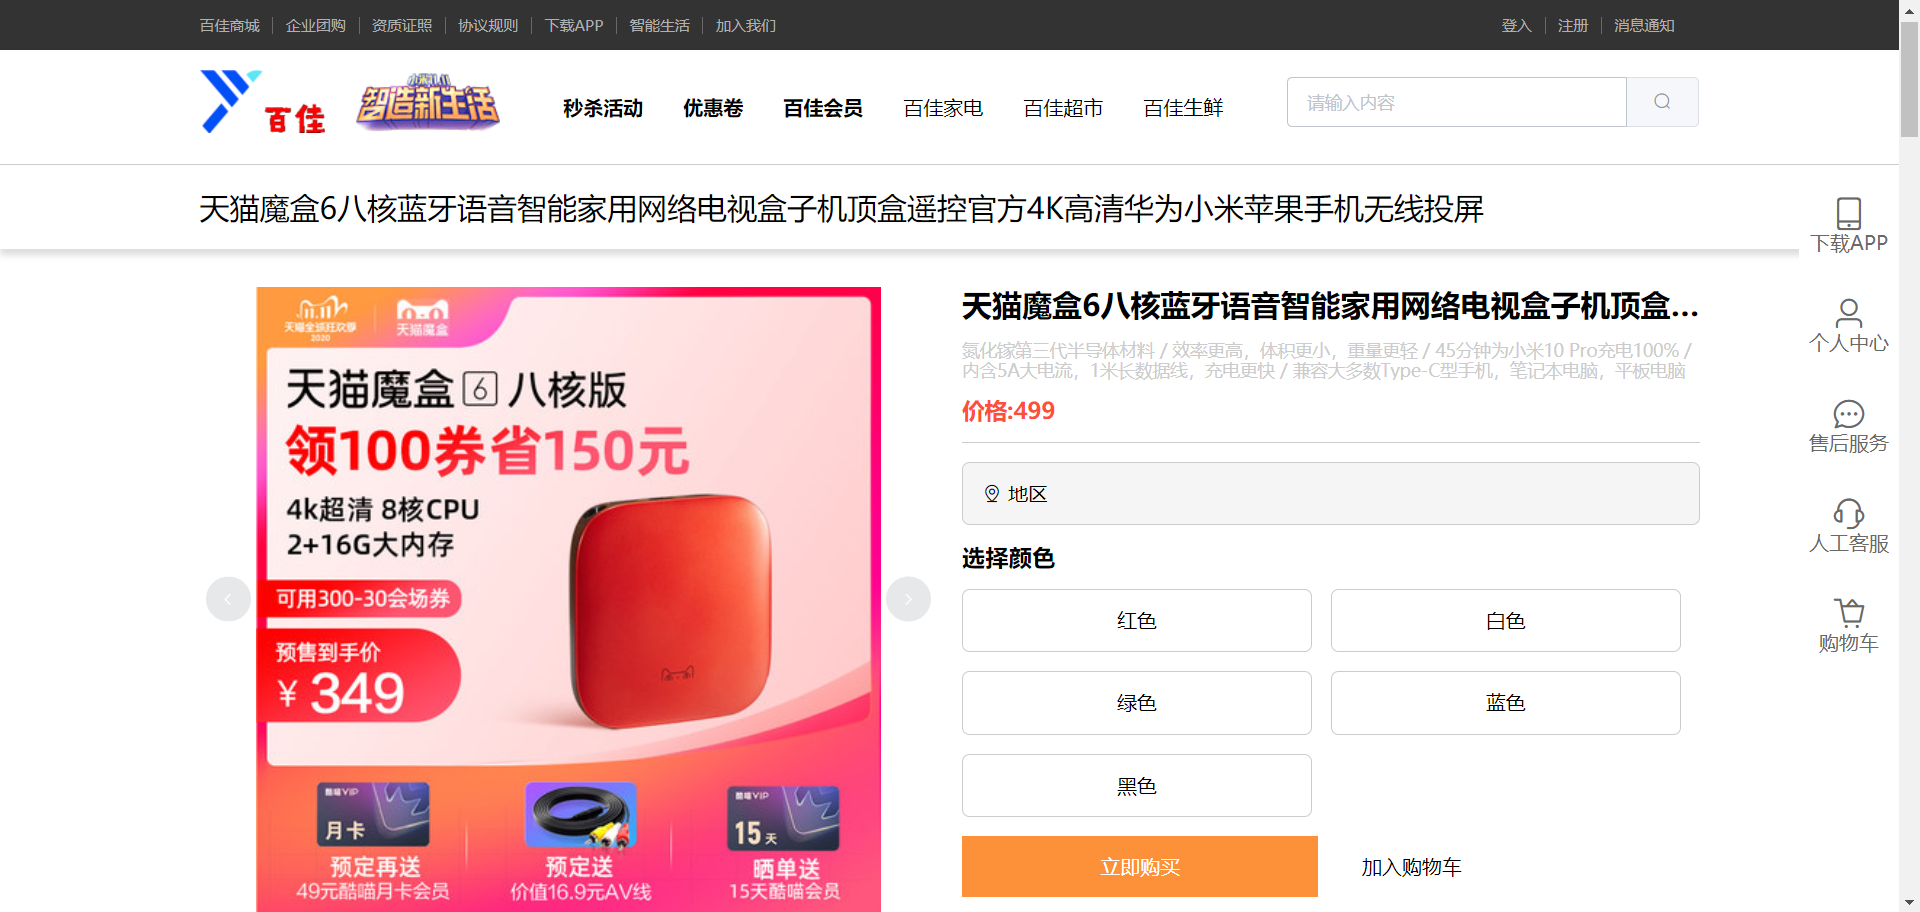 百佳商城 企业团购 资质证照 协议规则 下载APP 智能生活 加入我们 登入 注册 消息通知
百佳
小米11.11
智造新生活
秒杀活动 优惠卷 百佳会员 百佳家电 百佳超市 百佳生鲜
请输入内容
天猫魔盒6八核蓝牙语音智能家用网络电视盒子机顶盒遥控官方4K高清华为小米苹果手机无线投屏
下载APP
个人中心
售后服务
人工客服
购物车
11.11
天猫全球狂欢季
2020
天猫魔盒
天猫魔盒6八核版
领100券省150元
4k超清 8核CPU
2+16G大内存
可用300-30会场券
预售到手价
¥349
酷喵VIP
月卡
预定再送
49元酷喵月卡会员
预定送
价值16.9元AV线
酷喵VIP
15天
晒单送
15天酷喵会员
天猫魔盒6八核蓝牙语音智能家用网络电视盒子机顶盒...
氮化镓第三代半导体材料 / 效率更高，体积更小，重量更轻 / 45分钟为小米10 Pro充电100% /
内含5A大电流，1米长数据线，充电更快 / 兼容大多数Type-C型手机，笔记本电脑，平板电脑
价格:499
地区
选择颜色
红色 白色
绿色 蓝色
黑色
立即购买 加入购物车